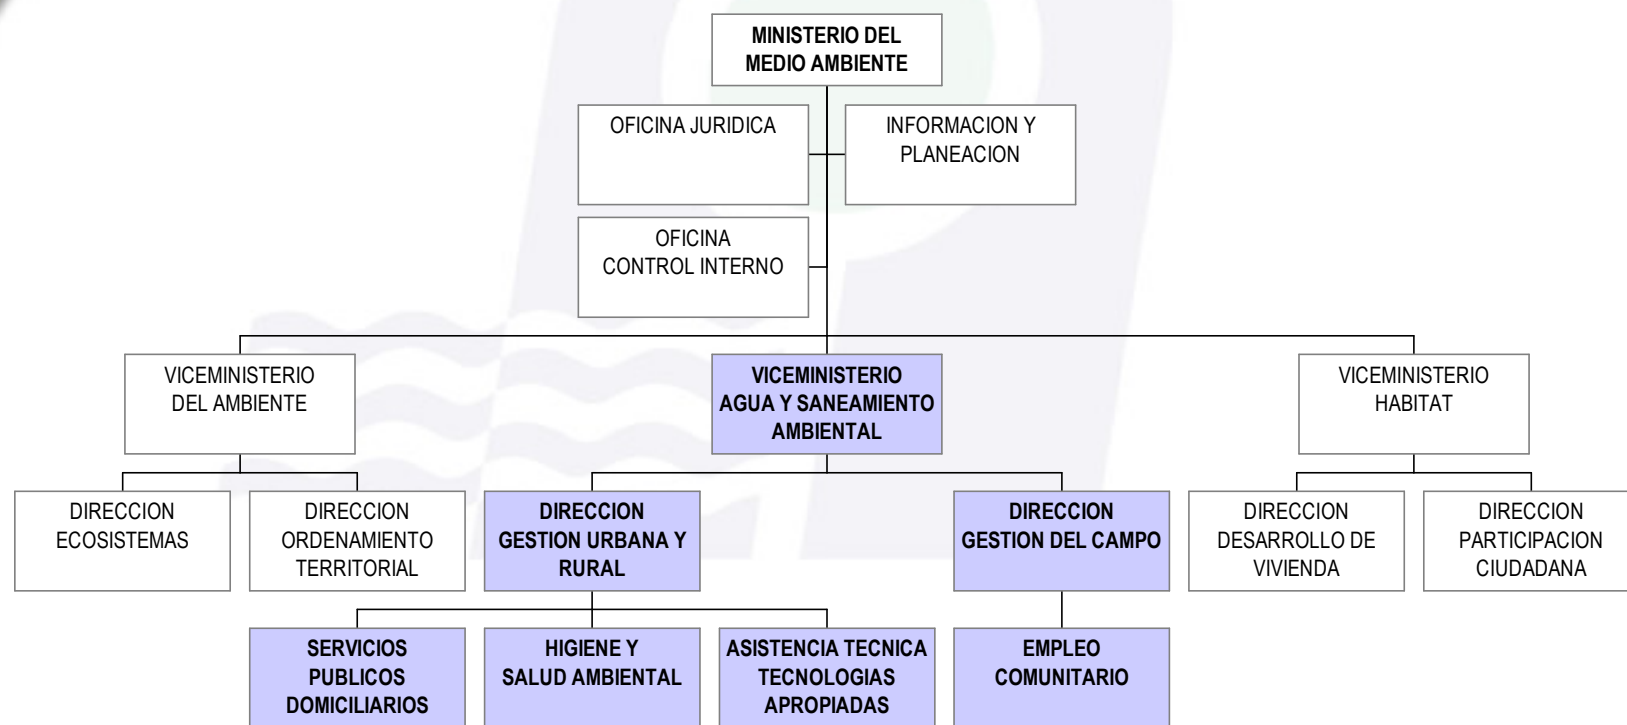 MINISTERIO DEL
MEDIO AMBIENTE
OFICINA JURIDICA
INFORMACION Y
PLANEACION
OFICINA
CONTROL INTERNO
VICEMINISTERIO
DEL AMBIENTE
VICEMINISTERIO
AGUA Y SANEAMIENTO
AMBIENTAL
VICEMINISTERIO
HABITAT
DIRECCION
ECOSISTEMAS
DIRECCION
ORDENAMIENTO
TERRITORIAL
DIRECCION
GESTION URBANA Y
RURAL
DIRECCION
GESTION DEL CAMPO
DIRECCION
DESARROLLO DE
VIVIENDA
DIRECCION
PARTICIPACION
CIUDADANA
SERVICIOS
PUBLICOS
DOMICILIARIOS
HIGIENE Y
SALUD AMBIENTAL
ASISTENCIA TECNICA
TECNOLOGIAS
APROPIADAS
EMPLEO
COMUNITARIO